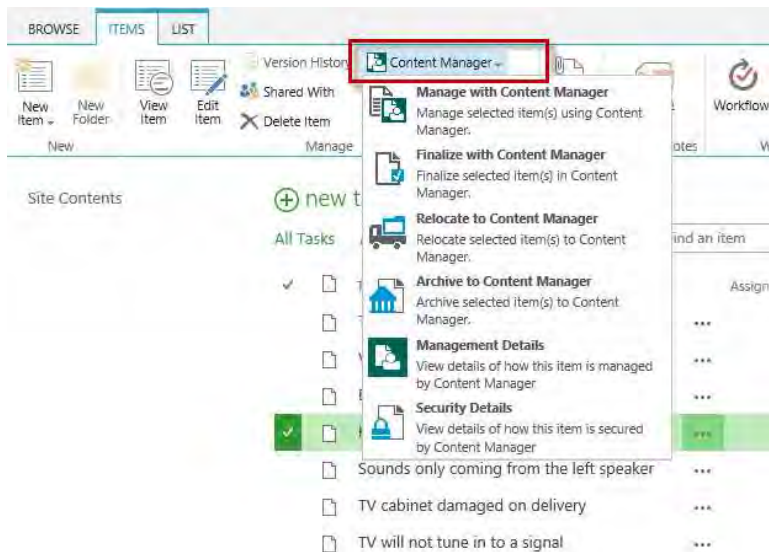 BROWSE ITEMS LIST
Version History
Content Manager
Shared With
Delete Item
New Item
New Folder
View Item
Edit Item
Workflow
New
Manage
Manage with Content Manager
Manage selected item(s) using Content
Manager.
Finalize with Content Manager
Finalize selected item(s) in Content
Manager.
Relocate to Content Manager
Relocate selected item(s) to Content
Manager.
Archive to Content Manager
Archive selected item(s) to Content
Manager.
Management Details
View details of how this item is managed
by Content Manager
Security Details
View details of how this item is secured
by Content Manager
Site Contents
new t
All Tasks
ind an item
Assign
Sounds only coming from the left speaker
TV cabinet damaged on delivery
TV will not tune in to a signal